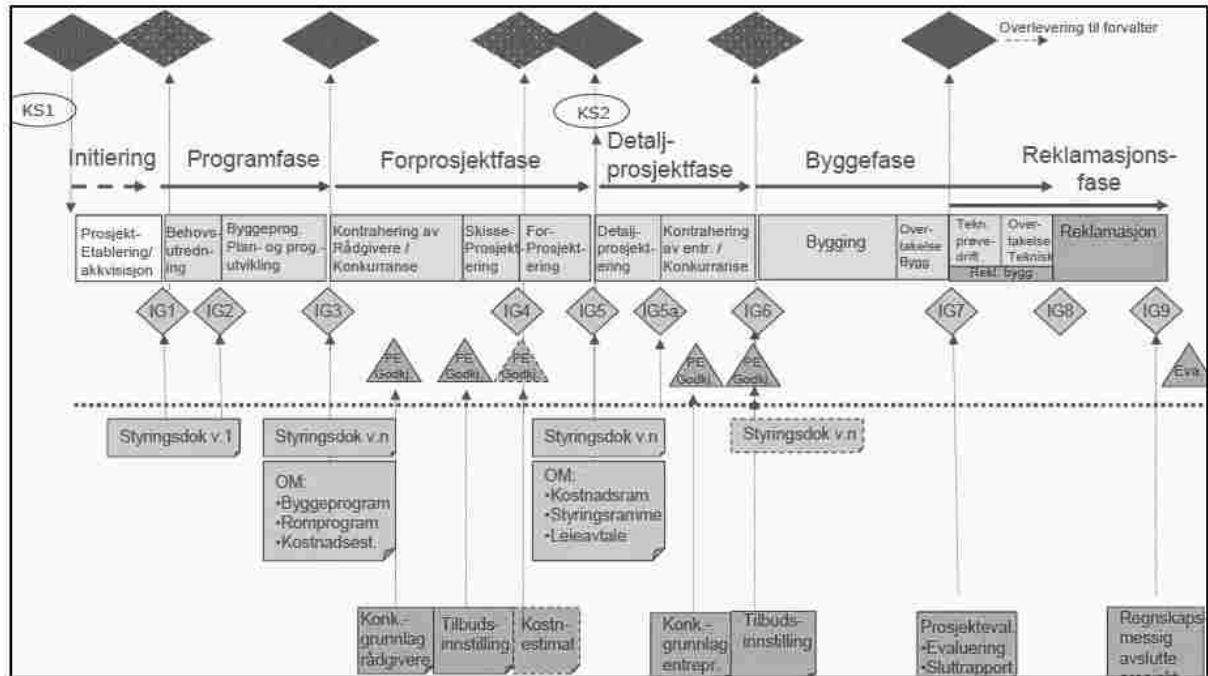 Overlevering til forvalter
KS1
KS2
Initiering
Programfase
Forprosjektfase
Detalj-
prosjektfase
Byggefase
Reklamasjons-
fase
Prosjekt-
Etablering/
akkvisisjon
Behovs-
utredn-
ing
Byggeprog.
Plan- og prog.-
utvikling
Kontrahering av
Rådgivere /
Konkurranse
Skisse-
Prosjekt-
ering
For-
Prosjekt-
ering
Detalj-
prosjekt-
ering
Kontrahering
av entr. /
Konkurranse
Bygging
Over-
takelse
Bygg
Tekn.
prøve-
drift
Over-
takelse
Teknisk
Rekl. bygg
Reklamasjon
IG1
IG2
IG3
IG4
IG5
IG5a
IG6
IG7
IG8
IG9
PE
Godkj.
PE
Godkj.
PE
Godkj.
PE
Godkj.
PE
Godkj.
Eva.
Styringsdok v.1
Styringsdok v.n
Styringsdok v.n
Styringsdok v.n
OM:
•Byggeprogram
•Romprogram
•Kostnadsest.
OM:
•Kostnadsram
•Styringsramme
•Leieavtale
Konk.-
grunnlag
rådgivere
Tilbuds-
innstilling
Kostn-
estimat
Konk.-
grunnlag
entrepr.
Tilbuds-
innstilling
Prosjekteval.
•Evaluering
•Sluttrapport
Regnskaps-
messig
avslutte